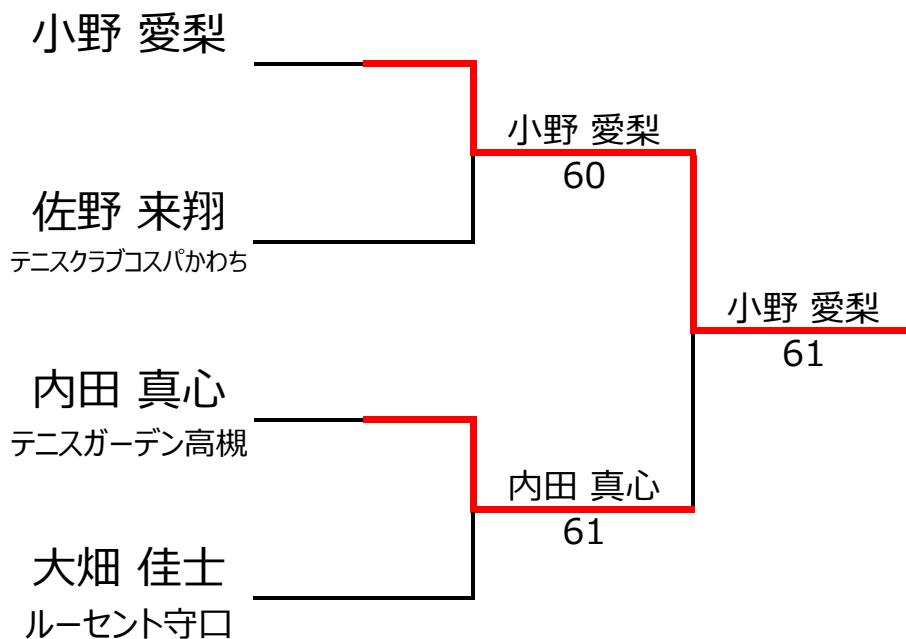 小野 愛梨
佐野 来翔
テニスクラブコスパかわち
内田 真心
テニスガーデン高槻
大畑 佳士
ルーセント守口
小野 愛梨
60
内田 真心
61
小野 愛梨
61